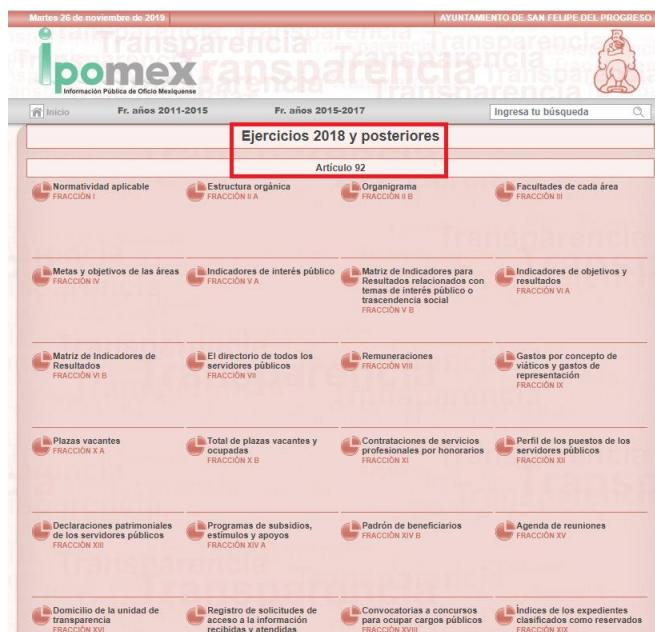 Martes 26 de noviembre de 2019
AYUNTAMIENTO DE SAN FELIPE DEL PROGRESO
ipomex
Información Pública de Oficio Mexiquense
Inicio
Fr. años 2011-2015
Fr. años 2015-2017
Ingresa tu búsqueda
Ejercicios 2018 y posteriores
Artículo 92
Normatividad aplicable
FRACCIÓN I
Estructura orgánica
FRACCIÓN II A
Organigrama
FRACCIÓN II B
Facultades de cada área
FRACCIÓN III
Metas y objetivos de las áreas
FRACCIÓN IV
Indicadores de interés público
FRACCIÓN V A
Matriz de Indicadores para
Resultados relacionados con
temas de interés público o
trascendencia social
FRACCIÓN V B
Indicadores de objetivos y
resultados
FRACCIÓN VI A
Matriz de Indicadores de
Resultados
FRACCIÓN VI B
El directorio de todos los
servidores públicos
FRACCIÓN VII
Remuneraciones
FRACCIÓN VIII
Gastos por concepto de
viáticos y gastos de
representación
FRACCIÓN IX
Plazas vacantes
FRACCIÓN X A
Total de plazas vacantes y
ocupadas
FRACCIÓN X B
Contrataciones de servicios
profesionales por honorarios
FRACCIÓN XI
Perfil de los puestos de los
servidores públicos
FRACCIÓN XII
Declaraciones patrimoniales
de los servidores públicos
FRACCIÓN XIII
Programas de subsidios,
estímulos y apoyos
FRACCIÓN XIV A
Padrón de beneficiarios
FRACCIÓN XIV B
Agenda de reuniones
FRACCIÓN XV
Domicilio de la unidad de
transparencia
FRACCIÓN XVI
Registro de solicitudes de
acceso a la información
recibidas y atendidas
Convocatorias a concursos
para ocupar cargos públicos
FRACCIÓN XVIII
Índices de los expedientes
clasificados como reservados
FRACCIÓN XIX